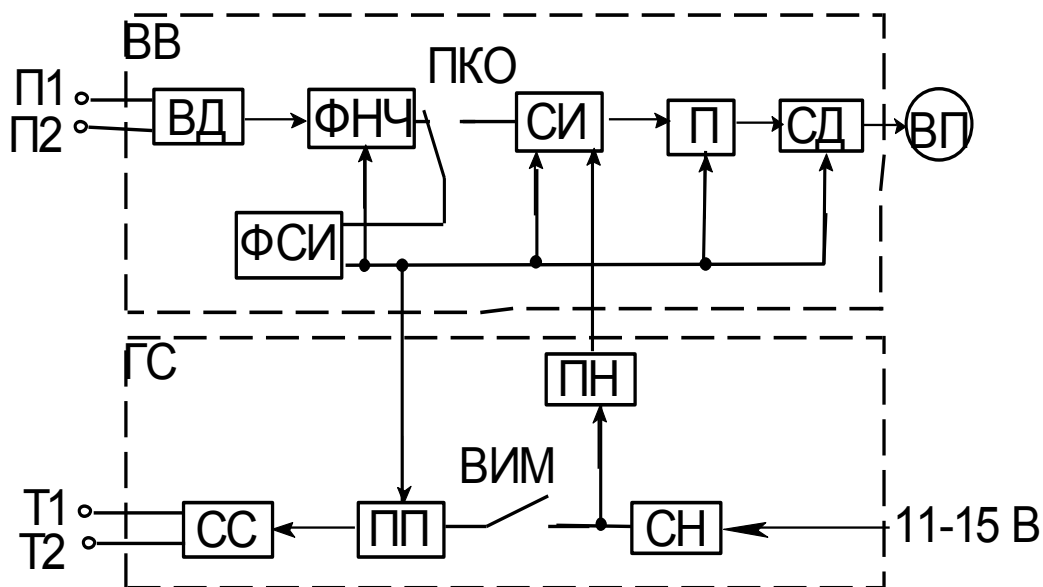 ВВ
ПКО
П1
П2
ВД
ФНЧ
СИ
П
СД
ВП
ФСИ
ГС
ПН
ВИМ
Т1
Т2
СС
ПП
СН
11-15 В